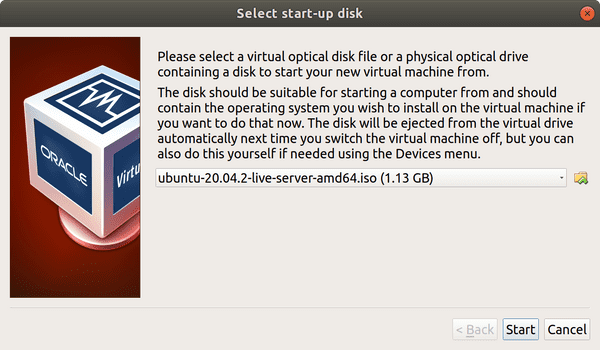 Select start-up disk
Please select a virtual optical disk file or a physical optical drive
containing a disk to start your new virtual machine from.
The disk should be suitable for starting a computer from and should
contain the operating system you wish to install on the virtual machine if
you want to do that now. The disk will be ejected from the virtual drive
automatically next time you switch the virtual machine off, but you can
also do this yourself if needed using the Devices menu.
ORACLE
ubuntu-20.04.2-live-server-amd64.iso (1.13 GB)
< Back
Start
Cancel